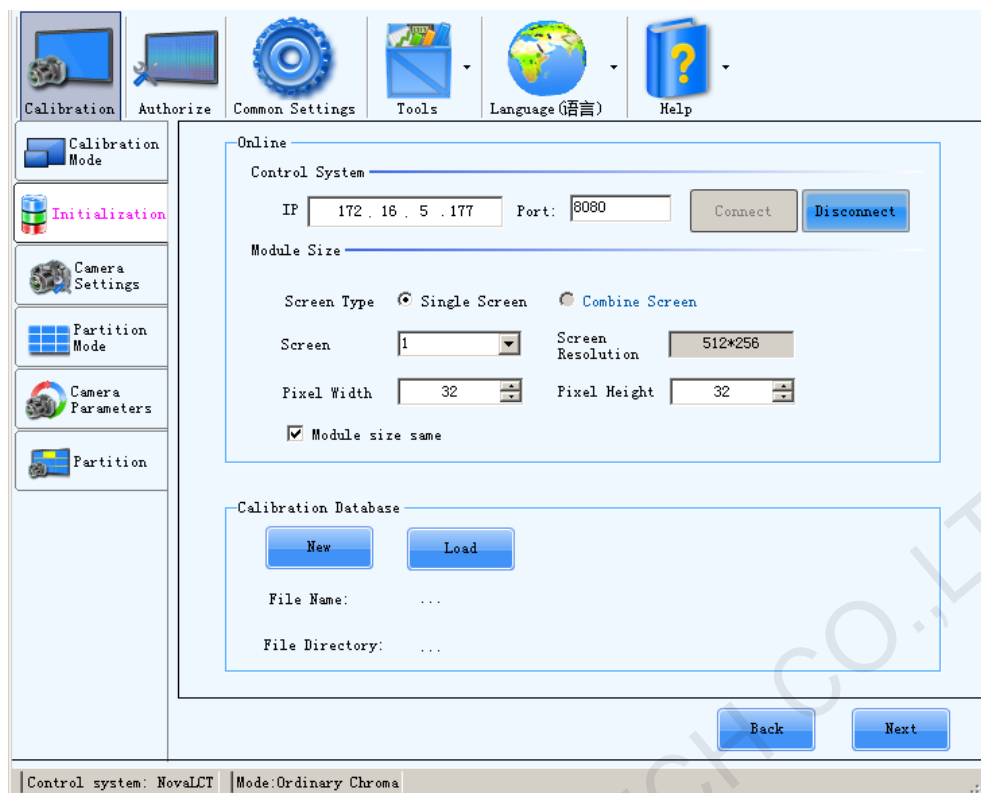 Calibration
Authorize
Common Settings
Tools
Language(语言)
Help
Calibration
Mode
Initialization
Camera
Settings
Partition
Mode
Camera
Parameters
Partition
Online
Control System
IP 172 . 16 . 5 . 177 Port: 8080 Connect Disconnect
Module Size
Screen Type Single Screen Combine Screen
Screen 1 Screen
Resolution 512*256
Pixel Width 32 Pixel Height 32
Module size same
Calibration Database
New Load
File Name: ...
File Directory: ...
Back Next
Control system: NovaLCT Mode:Ordinary Chroma
CH CO.,LT